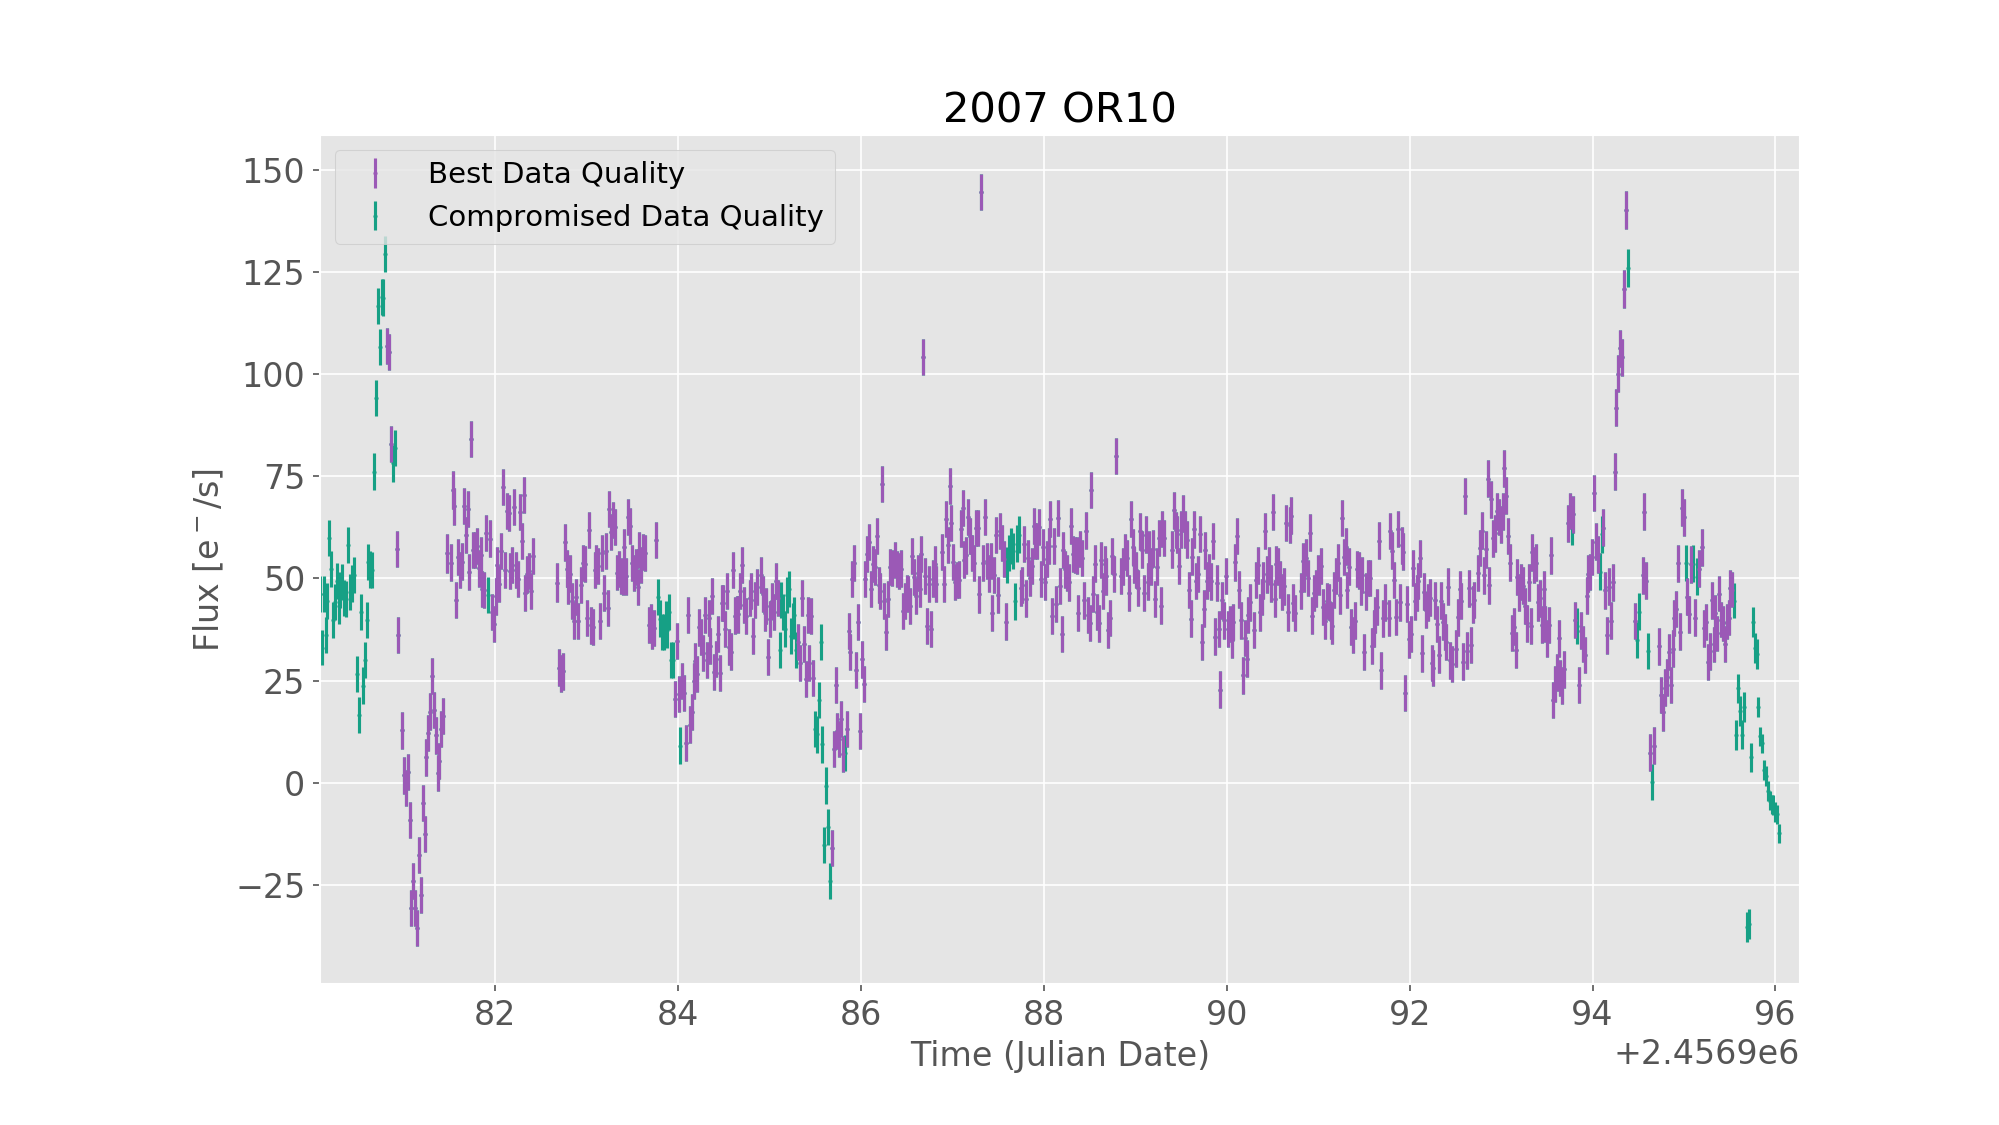 2007 OR10
Best Data Quality
Compromised Data Quality
150
125
100
75
50
25
0
−25
Flux [e⁻/s]
82 84 86 88 90 92 94 96
Time (Julian Date)
+2.4569e6